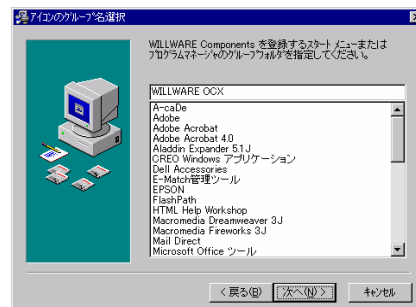 アイコンのグループ名選択
WILLWARE Components を登録するスタート メニューまたは
プログラムマネージャのグループフォルダを指定してください。
WILLWARE OCX
A-caDe
Adobe
Adobe Acrobat
Adobe Acrobat 4.0
Aladdin Expander 5.1J
CREO Windows アプリケーション
Dell Accessories
E-Match管理ツール
EPSON
FlashPath
HTML Help Workshop
Macromedia Dreamweaver 3J
Macromedia Fireworks 3J
Mail Direct
Microsoft Office ツール
< 戻る(B)
次へ(N) >
キャンセル